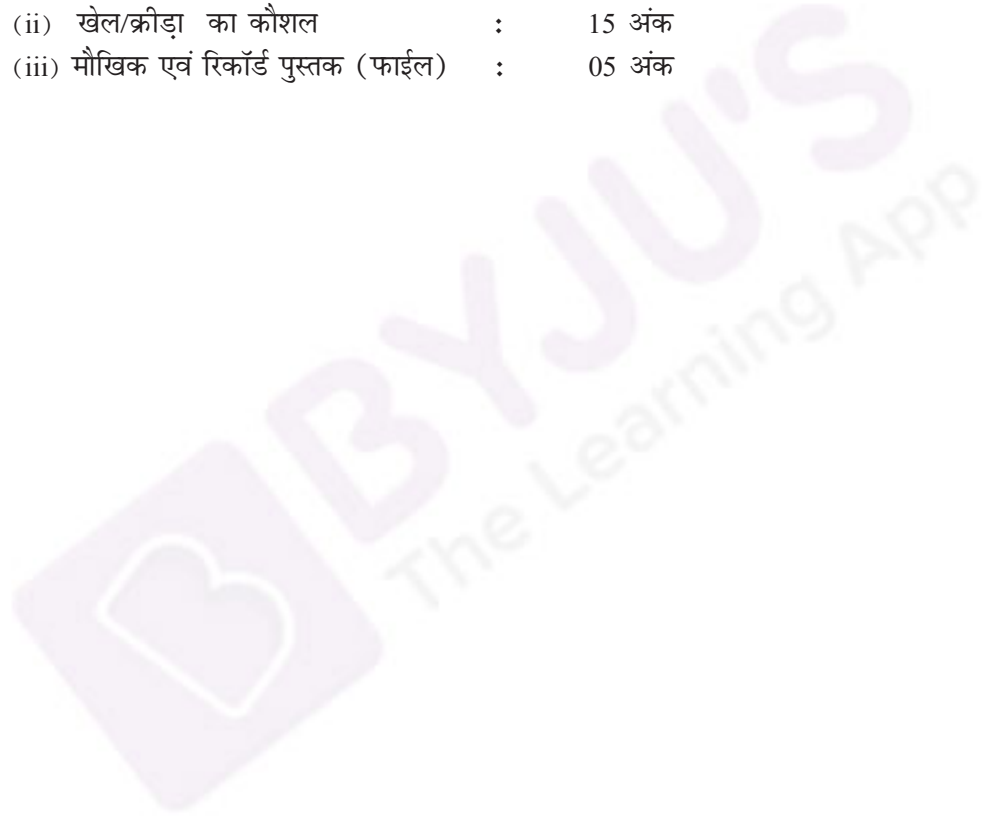 (ii) खेल/क्रीड़ा का कौशल : 15 अंक
(iii) मौखिक एवं रिकॉर्ड पुस्तक (फाईल) : 05 अंक
BYJU'S
The Learning App